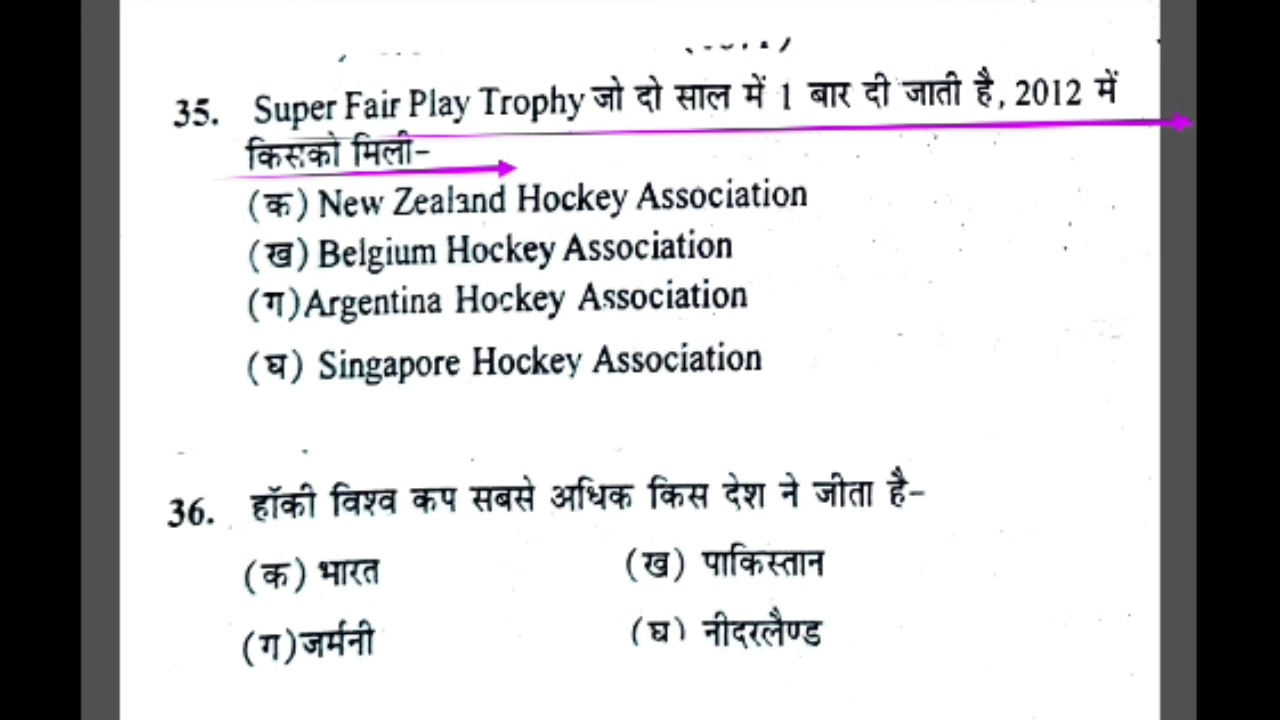 35. Super Fair Play Trophy जो दो साल में 1 बार दी जाती है, 2012 में
किसको मिली-
(क) New Zealand Hockey Association
(ख) Belgium Hockey Association
(ग) Argentina Hockey Association
(घ) Singapore Hockey Association
36. हॉकी विश्व कप सबसे अधिक किस देश ने जीता है-
(क) भारत (ख) पाकिस्तान
(ग) जर्मनी (घ) नीदरलैण्ड